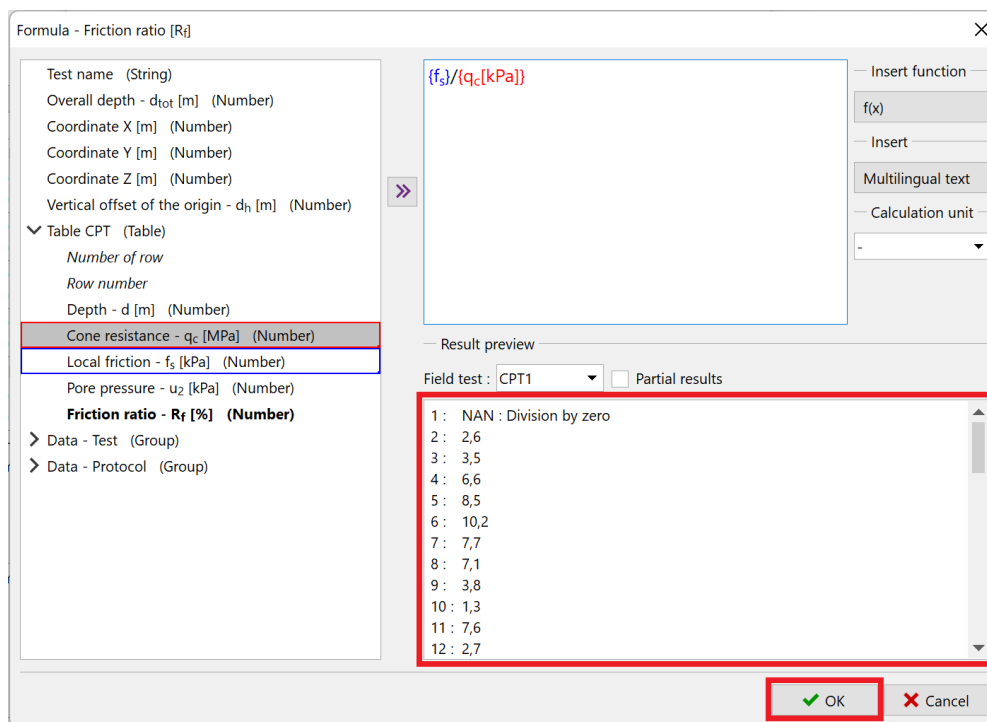 Formula - Friction ratio [Rf]
Test name (String)
Overall depth - dtot [m] (Number)
Coordinate X [m] (Number)
Coordinate Y [m] (Number)
Coordinate Z [m] (Number)
Vertical offset of the origin - dh [m] (Number)
Table CPT (Table)
Number of row
Row number
Depth - d [m] (Number)
Cone resistance - qc [MPa] (Number)
Local friction - fs [kPa] (Number)
Pore pressure - u2 [kPa] (Number)
Friction ratio - Rf [%] (Number)
Data - Test (Group)
Data - Protocol (Group)
{fs}/{qc[kPa]}
Insert function
f(x)
Insert
Multilingual text
Calculation unit
-
Result preview
Field test : CPT1
Partial results
1 : NAN : Division by zero
2 : 2,6
3 : 3,5
4 : 6,6
5 : 8,5
6 : 10,2
7 : 7,7
8 : 7,1
9 : 3,8
10 : 1,3
11 : 7,6
12 : 2,7
OK
Cancel